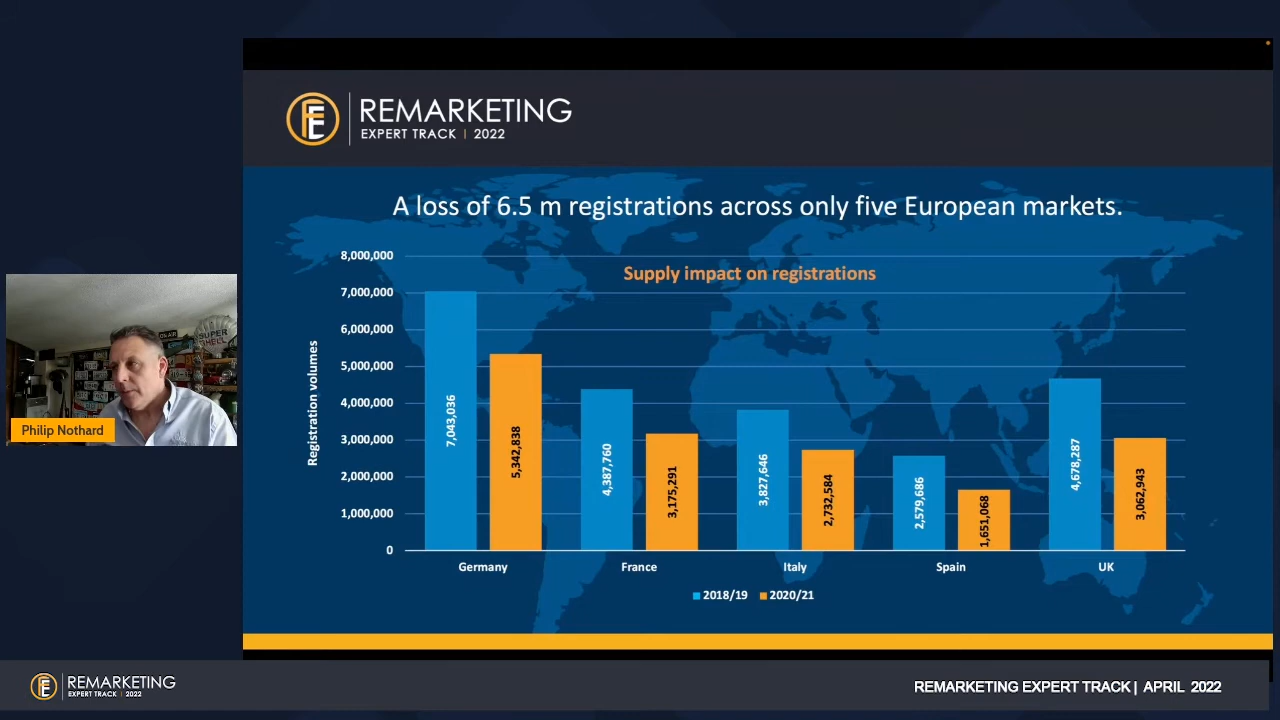 REMARKETING
EXPERT TRACK | 2022
A loss of 6.5 m registrations across only five European markets.
Supply impact on registrations
Registration volumes
8,000,000
7,000,000
6,000,000
5,000,000
4,000,000
3,000,000
2,000,000
1,000,000
0
7,043,036
5,342,838
4,387,760
3,175,291
3,827,646
2,732,584
2,579,686
1,651,068
4,678,287
3,062,943
Germany
France
Italy
Spain
UK
2018/19
2020/21
ON AIR
SUPER
SHELL
Philip Nothard
REMARKETING
EXPERT TRACK | 2022
REMARKETING EXPERT TRACK | APRIL 2022